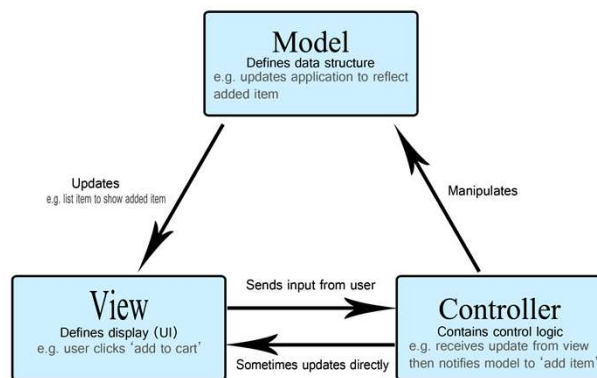 Model
Defines data structure
e.g. updates application to reflect
added item
Updates
e.g. list item to show added item
Manipulates
View
Defines display (UI)
e.g. user clicks ‘add to cart’
Sends input from user
Sometimes updates directly
Controller
Contains control logic
e.g. receives update from view
then notifies model to ‘add item’